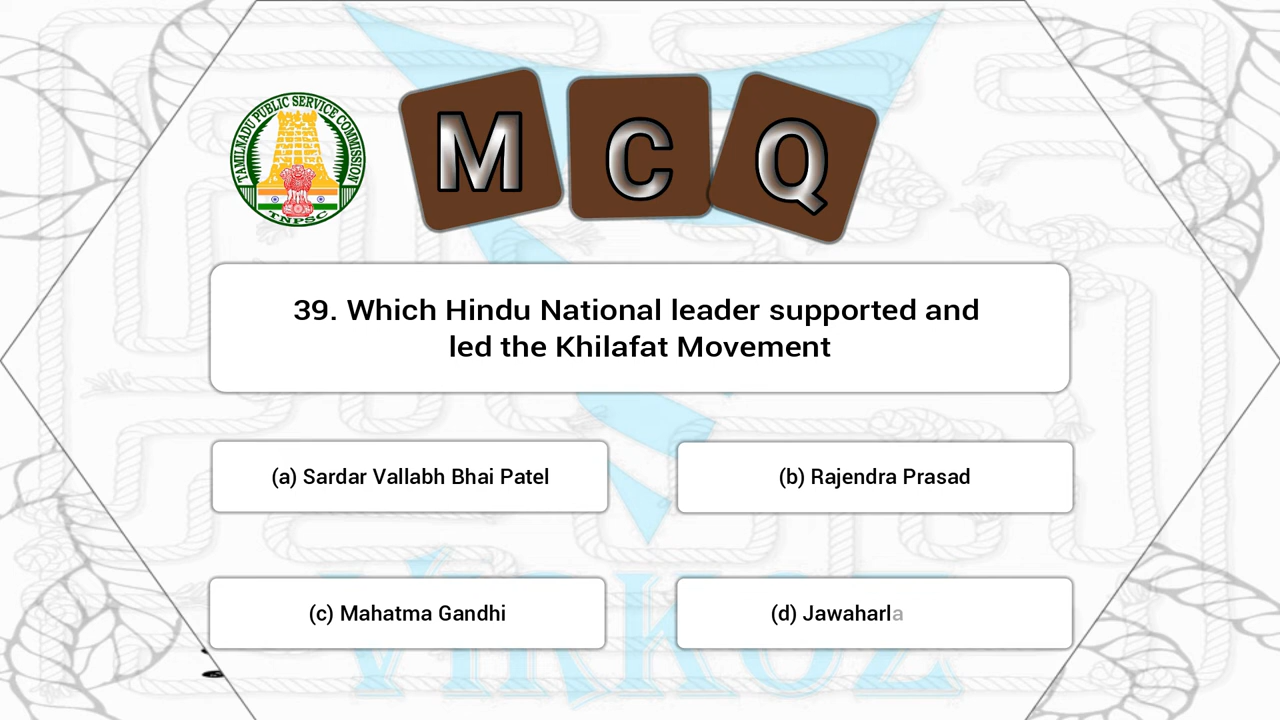 TAMILNADU PUBLIC SERVICE COMMISSION
TNPSC
M C Q
39. Which Hindu National leader supported and
led the Khilafat Movement
(a) Sardar Vallabh Bhai Patel
(b) Rajendra Prasad
(c) Mahatma Gandhi
(d) Jawaharla
VIRKOZ